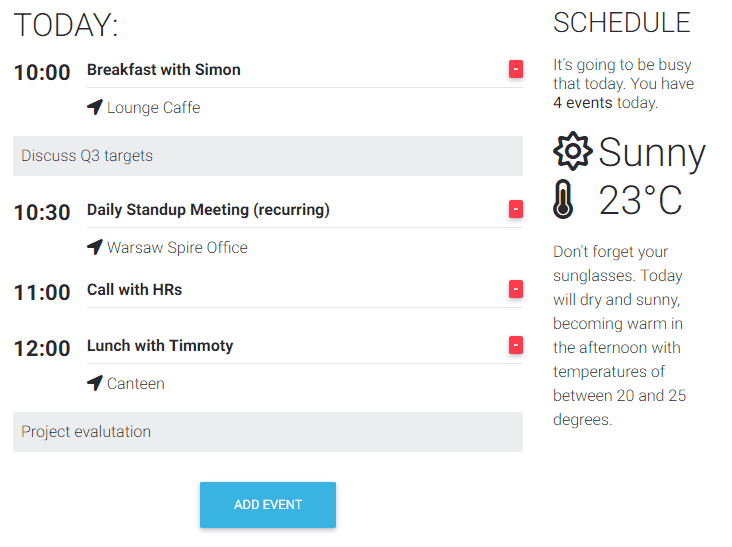 TODAY:
10:00 Breakfast with Simon -
Lounge Caffe
Discuss Q3 targets
10:30 Daily Standup Meeting (recurring) -
Warsaw Spire Office
11:00 Call with HRs -
12:00 Lunch with Timmoty -
Canteen
Project evalutation
ADD EVENT
SCHEDULE
It's going to be busy
that today. You have
4 events today.
Sunny
23°C
Don't forget your
sunglasses. Today
will dry and sunny,
becoming warm in
the afternoon with
temperatures of
between 20 and 25
degrees.